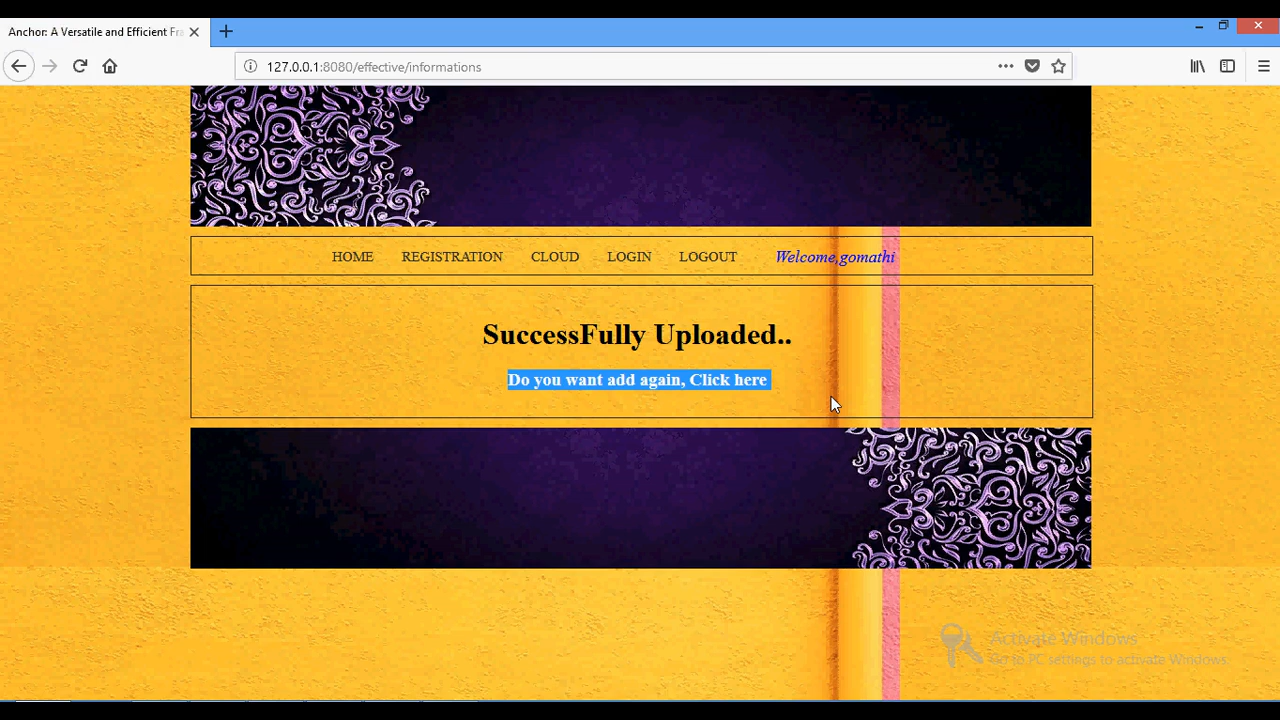 Anchor: A Versatile and Efficient Fra
127.0.0.1:8080/effective/informations
HOME REGISTRATION CLOUD LOGIN LOGOUT Welcome,gomathi
SuccessFully Uploaded..
Do you want add again, Click here
Activate Windows
Go to PC settings to activate Windows.